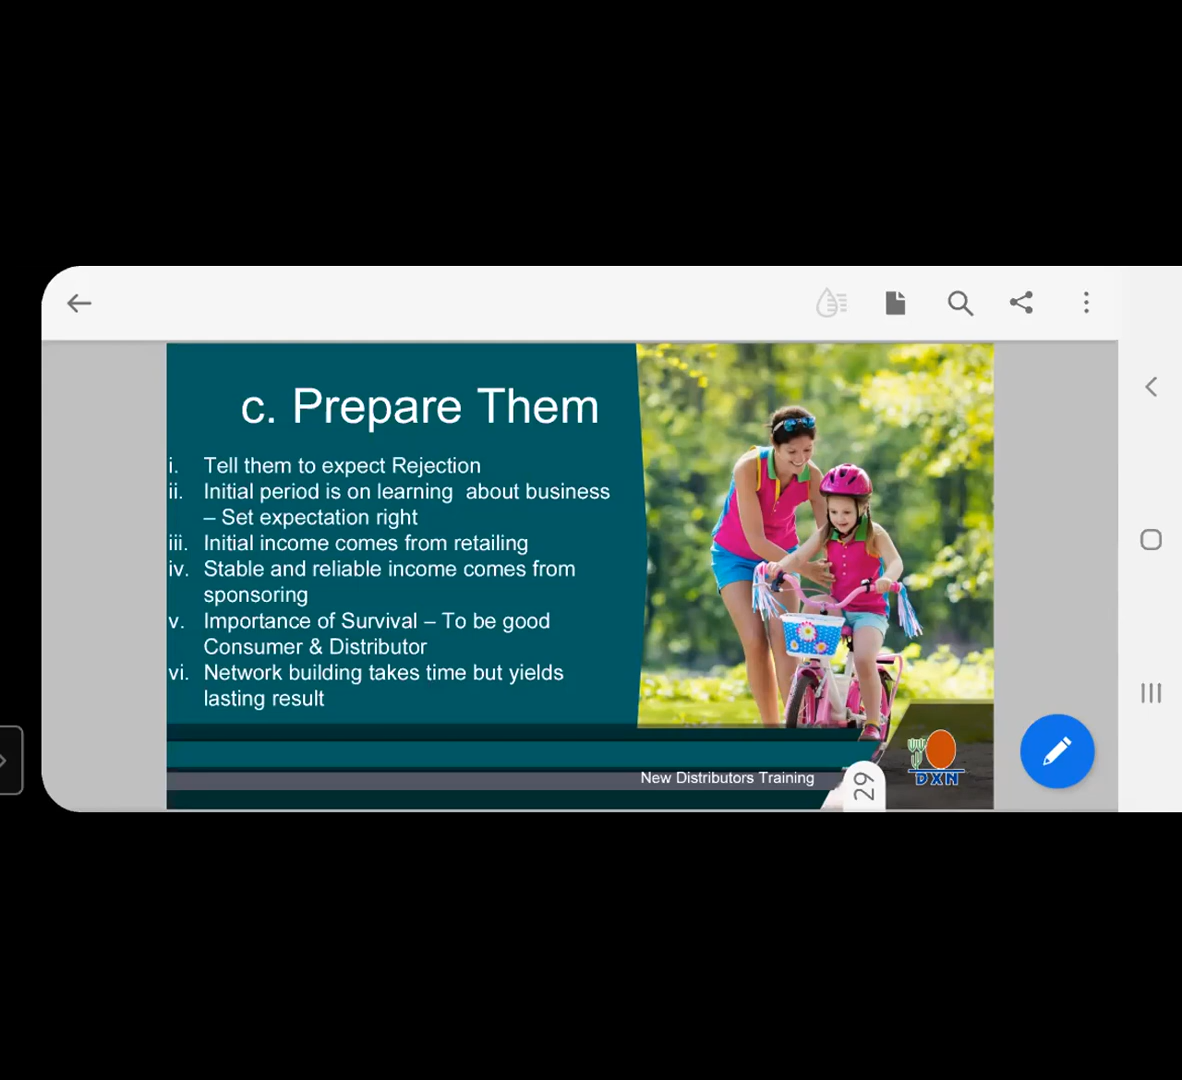 c. Prepare Them
i. Tell them to expect Rejection
ii. Initial period is on learning about business
– Set expectation right
iii. Initial income comes from retailing
iv. Stable and reliable income comes from
sponsoring
v. Importance of Survival – To be good
Consumer & Distributor
vi. Network building takes time but yields
lasting result
New Distributors Training
29
DXN